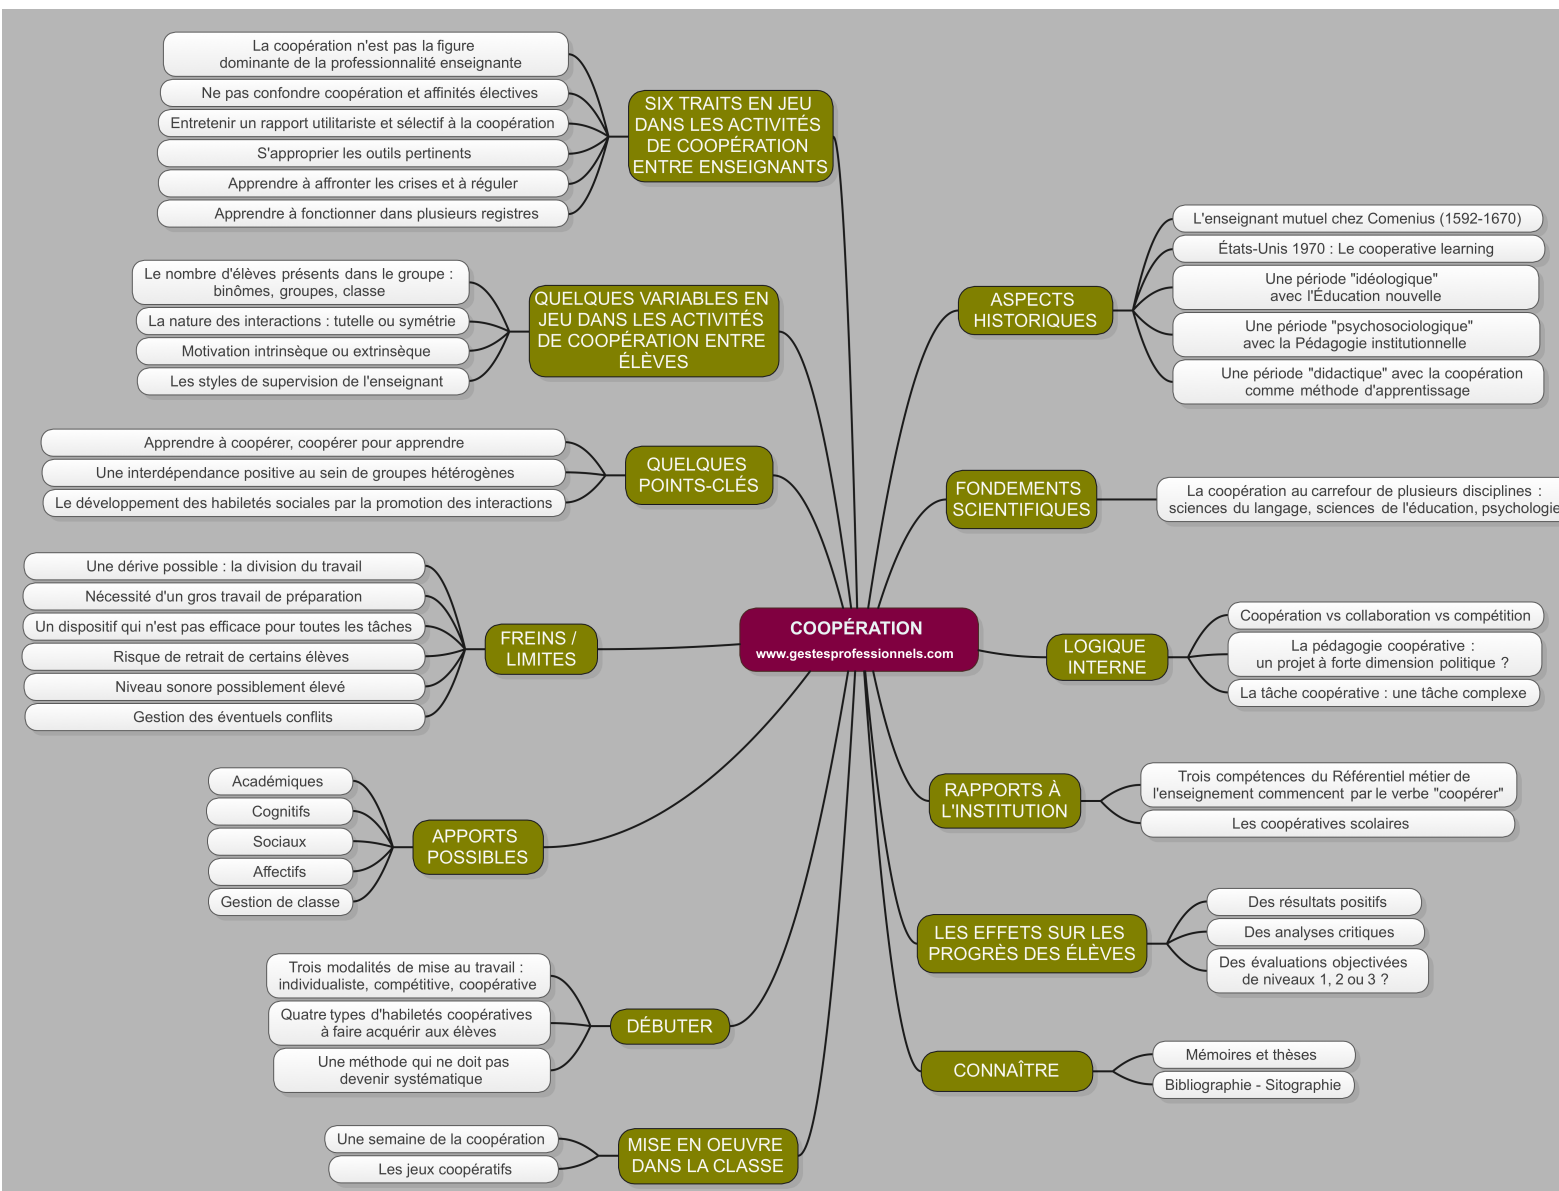 COOPÉRATION
www.gestesprofessionnels.com
SIX TRAITS EN JEU
DANS LES ACTIVITÉS
DE COOPÉRATION
ENTRE ENSEIGNANTS
La coopération n'est pas la figure
dominante de la professionnalité enseignante
Ne pas confondre coopération et affinités électives
Entretenir un rapport utilitariste et sélectif à la coopération
S'approprier les outils pertinents
Apprendre à affronter les crises et à réguler
Apprendre à fonctionner dans plusieurs registres
QUELQUES VARIABLES EN
JEU DANS LES ACTIVITÉS
DE COOPÉRATION ENTRE
ÉLÈVES
Le nombre d'élèves présents dans le groupe :
binômes, groupes, classe
La nature des interactions : tutelle ou symétrie
Motivation intrinsèque ou extrinsèque
Les styles de supervision de l'enseignant
QUELQUES
POINTS-CLÉS
Apprendre à coopérer, coopérer pour apprendre
Une interdépendance positive au sein de groupes hétérogènes
Le développement des habiletés sociales par la promotion des interactions
FREINS /
LIMITES
Une dérive possible : la division du travail
Nécessité d'un gros travail de préparation
Un dispositif qui n'est pas efficace pour toutes les tâches
Risque de retrait de certains élèves
Niveau sonore possiblement élevé
Gestion des éventuels conflits
APPORTS
POSSIBLES
Académiques
Cognitifs
Sociaux
Affectifs
Gestion de classe
DÉBUTER
Trois modalités de mise au travail :
individualiste, compétitive, coopérative
Quatre types d'habiletés coopératives
à faire acquérir aux élèves
Une méthode qui ne doit pas
devenir systématique
MISE EN OEUVRE
DANS LA CLASSE
Une semaine de la coopération
Les jeux coopératifs
ASPECTS
HISTORIQUES
L'enseignant mutuel chez Comenius (1592-1670)
États-Unis 1970 : Le cooperative learning
Une période "idéologique"
avec l'Éducation nouvelle
Une période "psychosociologique"
avec la Pédagogie institutionnelle
Une période "didactique" avec la coopération
comme méthode d'apprentissage
FONDEMENTS
SCIENTIFIQUES
La coopération au carrefour de plusieurs disciplines :
sciences du langage, sciences de l'éducation, psychologie
LOGIQUE
INTERNE
Coopération vs collaboration vs compétition
La pédagogie coopérative :
un projet à forte dimension politique ?
La tâche coopérative : une tâche complexe
RAPPORTS À
L'INSTITUTION
Trois compétences du Référentiel métier de
l'enseignement commencent par le verbe "coopérer"
Les coopératives scolaires
LES EFFETS SUR LES
PROGRÈS DES ÉLÈVES
Des résultats positifs
Des analyses critiques
Des évaluations objectivées
de niveaux 1, 2 ou 3 ?
CONNAÎTRE
Mémoires et thèses
Bibliographie - Sitographie